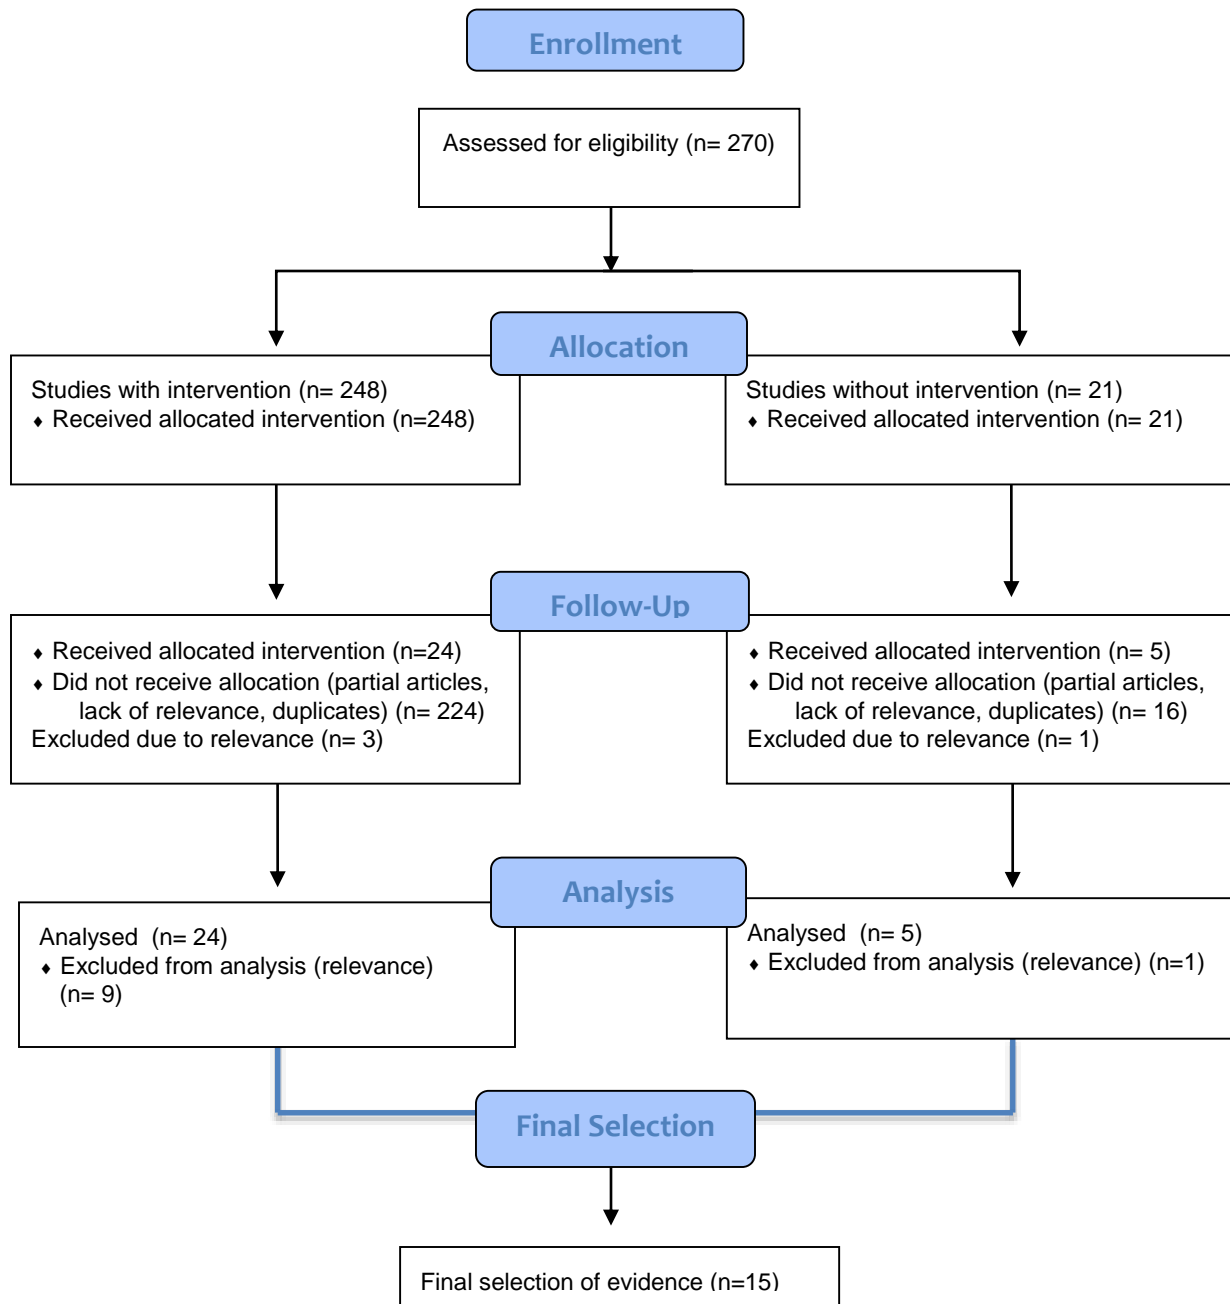 Enrollment
Assessed for eligibility (n= 270)
Allocation
Studies with intervention (n= 248)
♦ Received allocated intervention (n=248)
Studies without intervention (n= 21)
♦ Received allocated intervention (n= 21)
Follow-Up
♦ Received allocated intervention (n=24)
♦ Did not receive allocation (partial articles,
lack of relevance, duplicates) (n= 224)
Excluded due to relevance (n= 3)
♦ Received allocated intervention (n= 5)
♦ Did not receive allocation (partial articles,
lack of relevance, duplicates) (n= 16)
Excluded due to relevance (n= 1)
Analysis
Analysed (n= 24)
♦ Excluded from analysis (relevance)
(n= 9)
Analysed (n= 5)
♦ Excluded from analysis (relevance) (n=1)
Final Selection
Final selection of evidence (n=15)